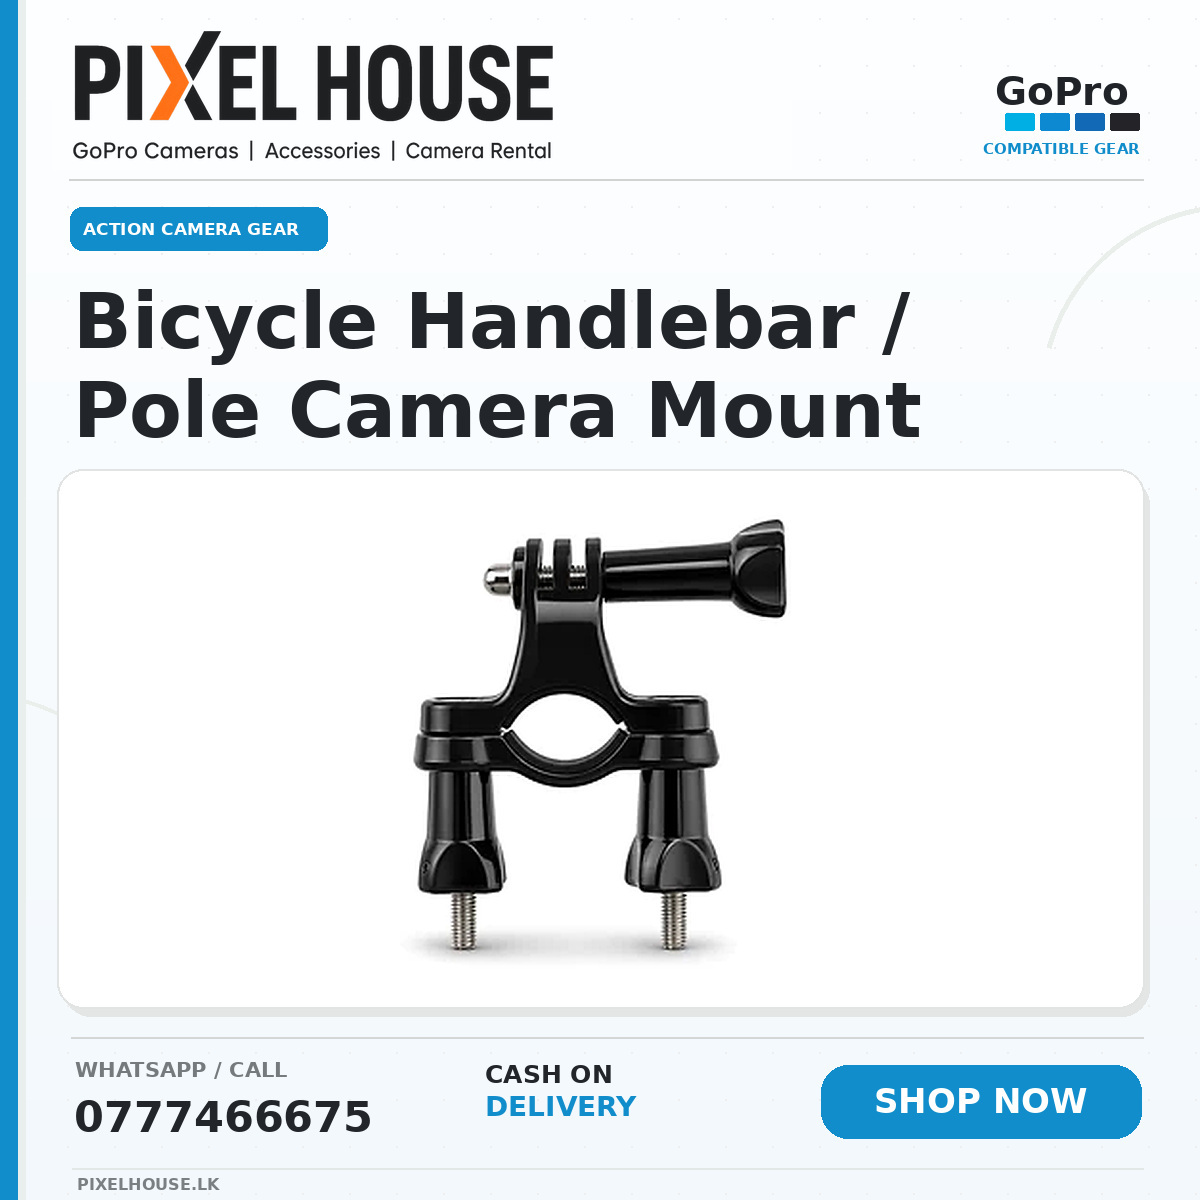 PIXEL HOUSE
GoPro Cameras | Accessories | Camera Rental
GoPro
COMPATIBLE GEAR
ACTION CAMERA GEAR
Bicycle Handlebar /
Pole Camera Mount
WHATSAPP / CALL
0777466675
CASH ON
DELIVERY
SHOP NOW
PIXELHOUSE.LK